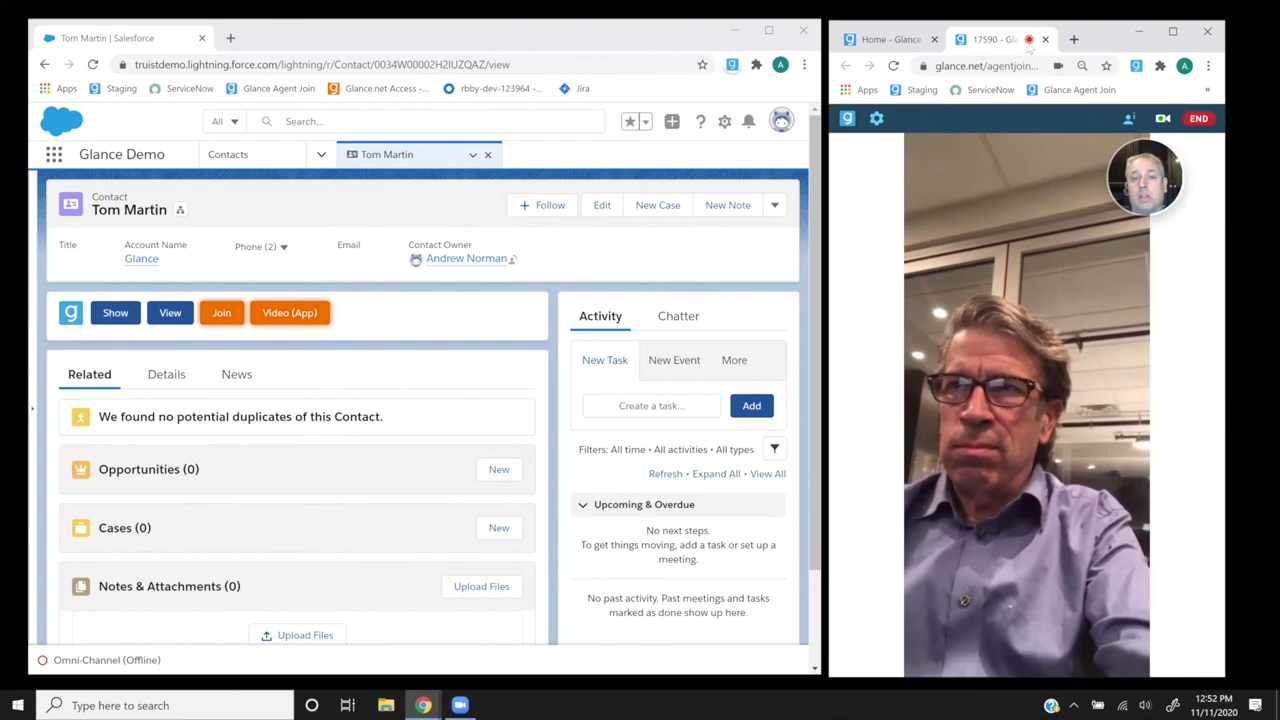 Tom Martin | Salesforce
truistdemo.lightning.force.com/lightning/r/Contact/0034W00002H2IUZQAZ/view
Apps Staging ServiceNow Glance Agent Join Glance.net Access -... rbby-dev-123964 -... Jira
All Search...
Glance Demo Contacts Tom Martin
Contact
Tom Martin
Follow Edit New Case New Note
Title Account Name Phone (2) Email Contact Owner
Glance Andrew Norman
g Show View Join Video (App)
Related Details News
We found no potential duplicates of this Contact.
Opportunities (0) New
Cases (0) New
Notes & Attachments (0) Upload Files
Upload Files
Activity Chatter
New Task New Event More
Create a task... Add
Filters: All time • All activities • All types
Refresh • Expand All • View All
Upcoming & Overdue
No next steps.
To get things moving, add a task or set up a
meeting.
No past activity. Past meetings and tasks
marked as done show up here.
Omni-Channel (Offline)
Home - Glance 17590 - Gla
glance.net/agentjoin...
Apps Staging ServiceNow Glance Agent Join »
g END
Type here to search
12:52 PM
11/11/2020